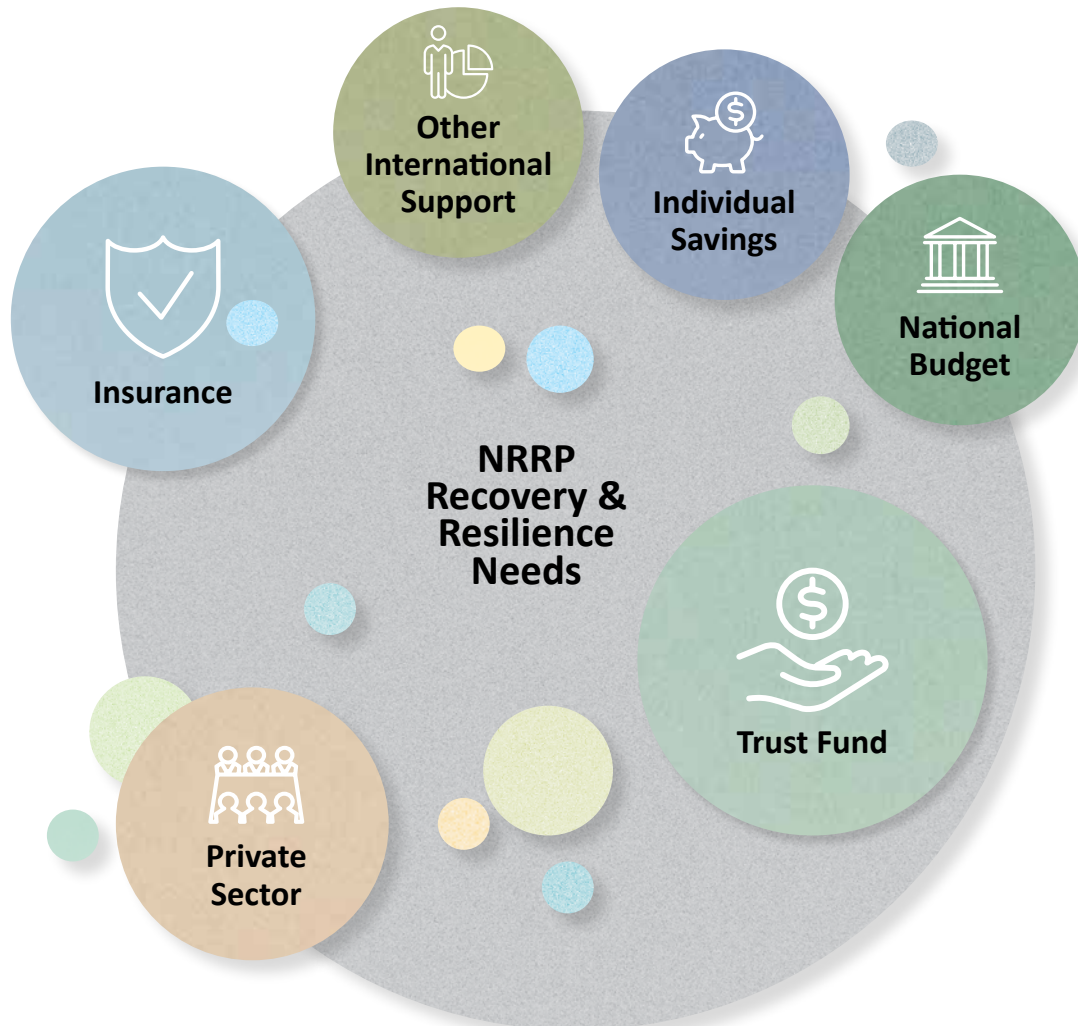 Other
International
Support
Individual
Savings
National
Budget
Insurance
NRRP
Recovery &
Resilience
Needs
Trust Fund
Private
Sector